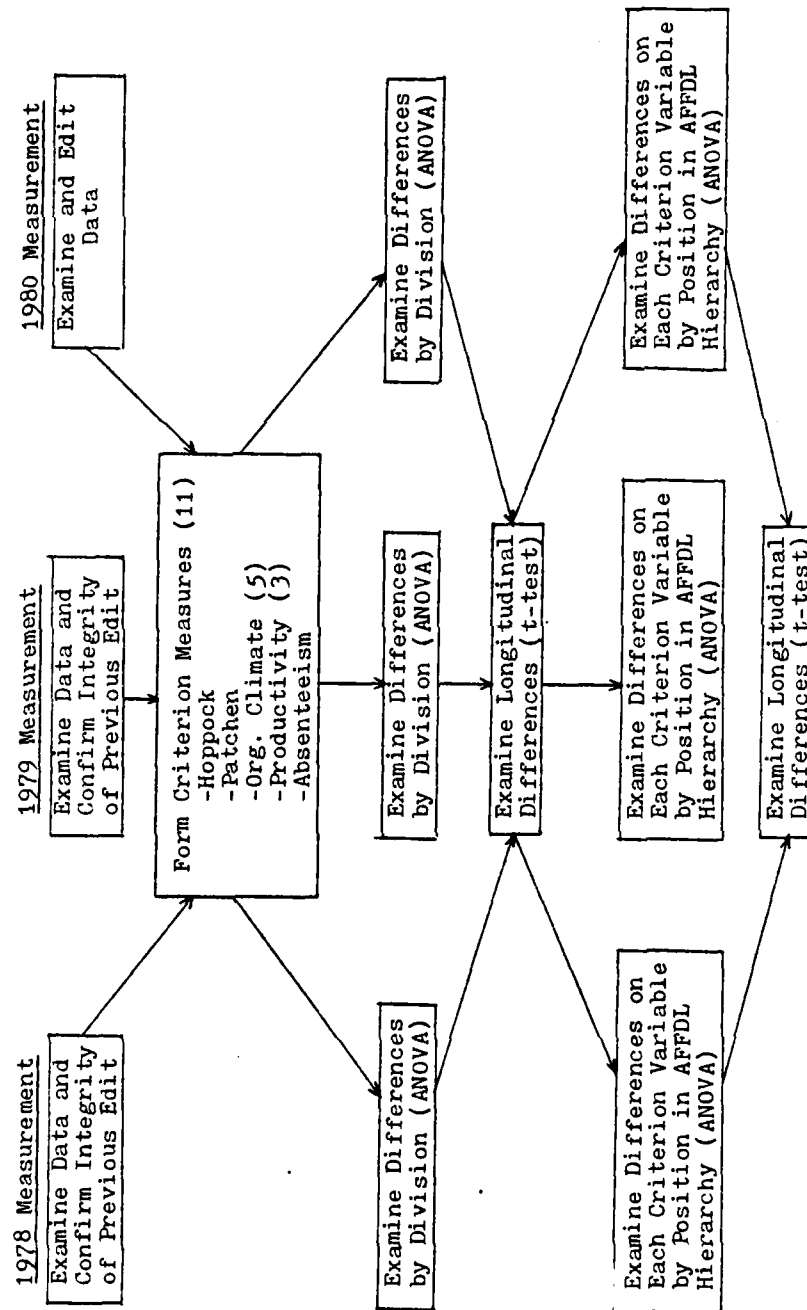 1978 Measurement
Examine Data and
Confirm Integrity
of Previous Edit
1979 Measurement
Examine Data and
Confirm Integrity
of Previous Edit
1980 Measurement
Examine and Edit
Data
Form Criterion Measures (11)
-Hoppock
-Patchen
-Org. Climate (5)
-Productivity (3)
-Absenteeism
Examine Differences
by Division (ANOVA)
Examine Differences
by Division (ANOVA)
Examine Differences
by Division (ANOVA)
Examine Longitudinal
Differences (t-test)
Examine Differences on
Each Criterion Variable
by Position in AFFDL
Hierarchy (ANOVA)
Examine Differences on
Each Criterion Variable
by Position in AFFDL
Hierarchy (ANOVA)
Examine Differences on
Each Criterion Variable
by Position in AFFDL
Hierarchy (ANOVA)
Examine Longitudinal
Differences (t-test)